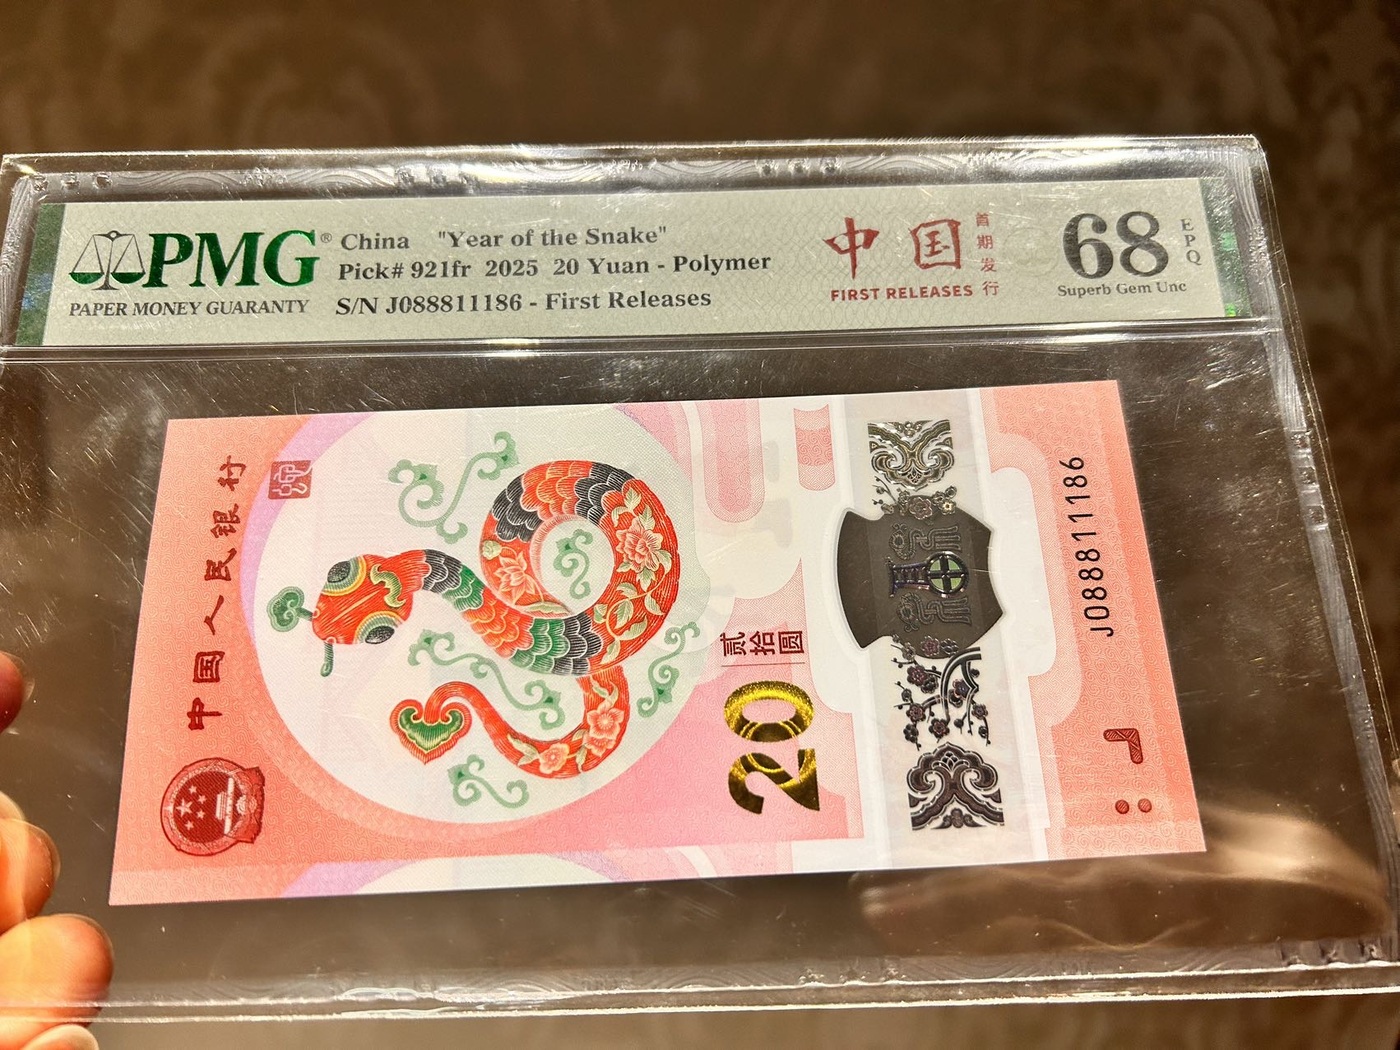 PMG®
PAPER MONEY GUARANTY
China "Year of the Snake"
Pick# 921fr 2025 20 Yuan - Polymer
S/N J088811186 - First Releases
中国
首期发行
FIRST RELEASES
68
EPQ
Superb Gem Unc
中国人民银行
贰拾圆
20
J088811186